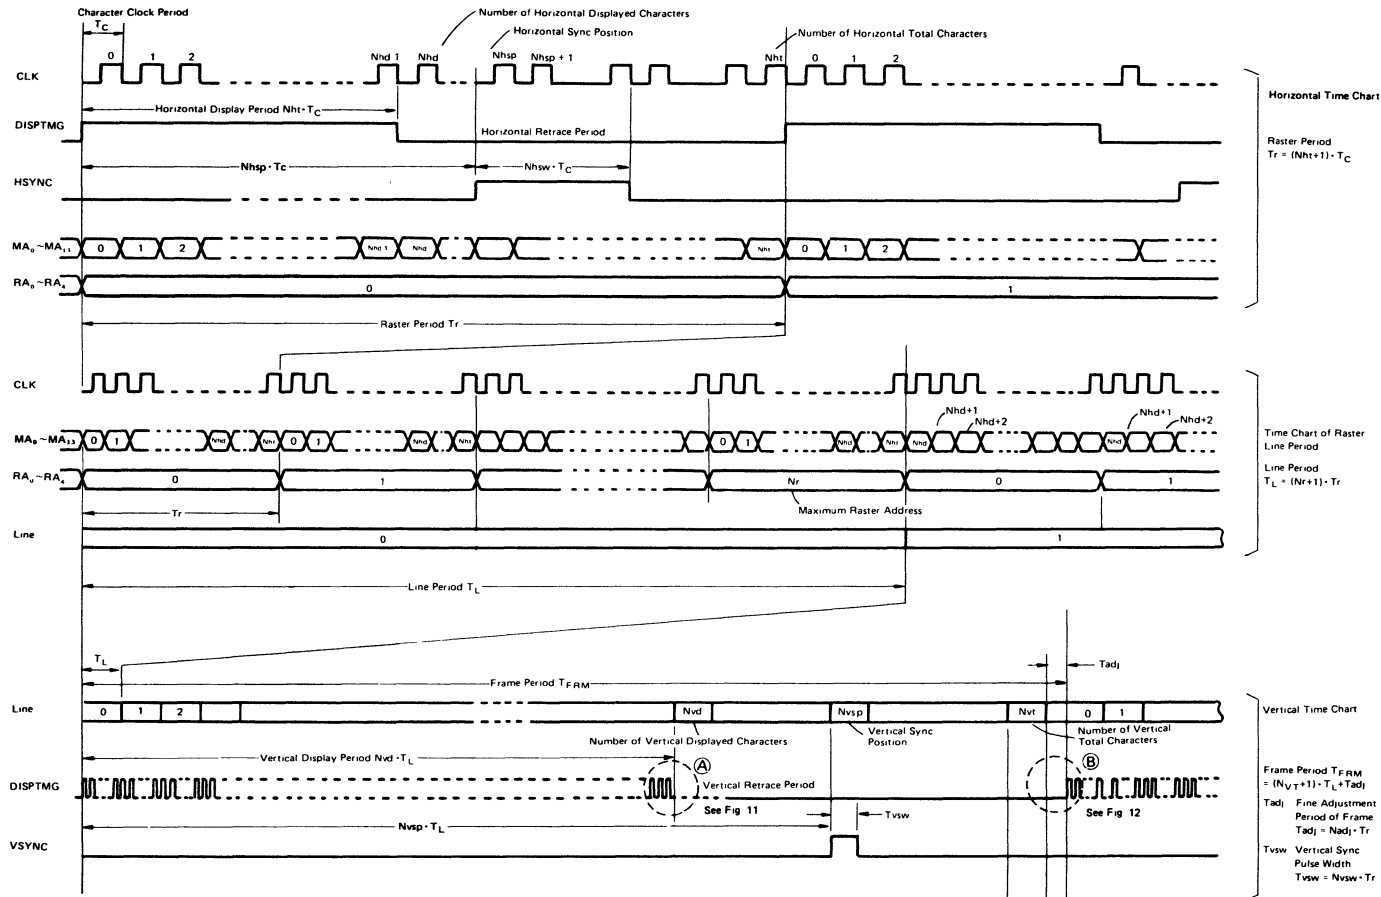 Character Clock Period
T_C
Number of Horizontal Displayed Characters
Horizontal Sync Position
Number of Horizontal Total Characters
0 1 2 Nhd 1 Nhd Nhsp Nhsp + 1 Nht 0 1 2
CLK
Horizontal Time Chart
Horizontal Display Period Nht · T_C
DISPTMG
Horizontal Retrace Period
Raster Period
Tr = (Nht+1) · T_C
Nhsp · Tc
Nhsw · T_C
HSYNC
MA₀ ~MA₁₃ 0 1 2 Nhd 1 Nhd Nht 0 1 2
RA₀ ~RA₄ 0 1
Raster Period Tr
CLK
Nhd+1
Nhd+2
Nhd+1
Nhd+2
MA₀ ~MA₁₃ 0 1 Nhd Nht 0 1 Nhd Nht 0 1 Nhd Nht Nhd Nhd
Time Chart of Raster
Line Period
RA₀ ~RA₄ 0 1 Nr 0 1
Line Period
T_L = (Nr+1) · Tr
Tr
Maximum Raster Address
Line 0 1
Line Period T_L
T_L
Tadj
Frame Period T_FRM
Line 0 1 2 Nvd Nvsp Nvt 0 1
Vertical Time Chart
Number of Vertical Displayed Characters
Vertical Sync
Position
Number of Vertical
Total Characters
Vertical Display Period Nvd · T_L
A
B
DISPTMG
Vertical Retrace Period
See Fig 11
See Fig 12
Frame Period T_FRM
= (N_VT+1) · T_L+Tadj
Tadj Fine Adjustment
Period of Frame
Tadj = Nadj · Tr
Nvsp · T_L
Tvsw
VSYNC
Tvsw Vertical Sync
Pulse Width
Tvsw = Nvsw · Tr